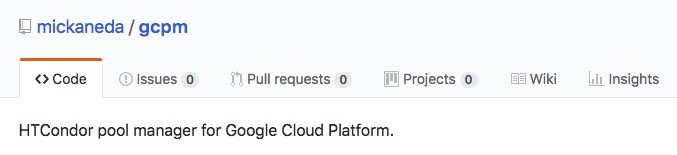 mickaneda / gcpm
Code Issues 0 Pull requests 0 Projects 0 Wiki Insights
HTCondor pool manager for Google Cloud Platform.